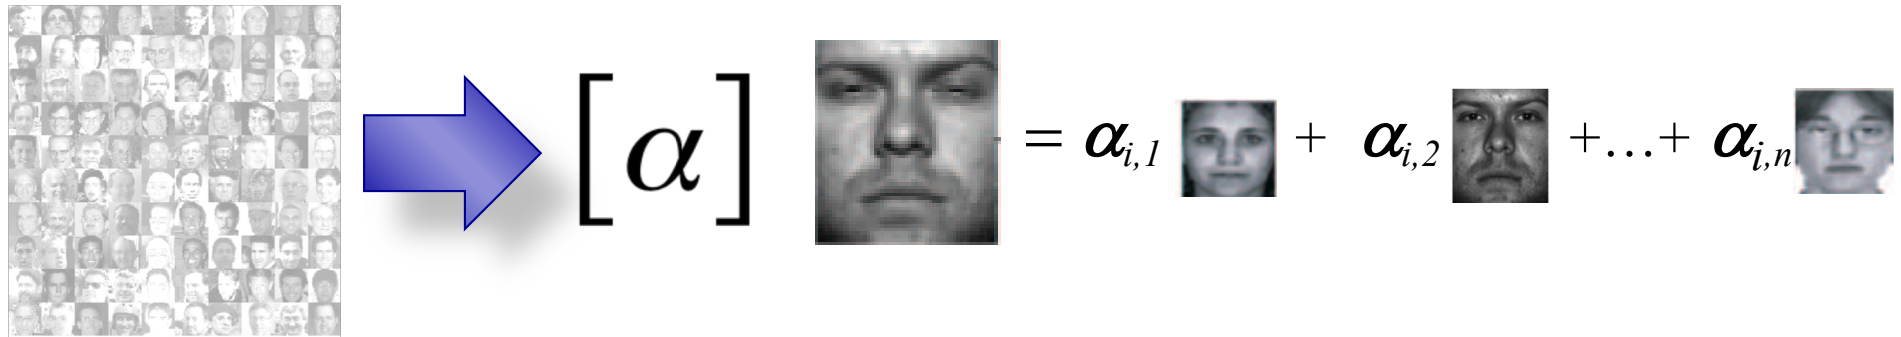 [α] = α_{i,1} + α_{i,2} +…+ α_{i,n}